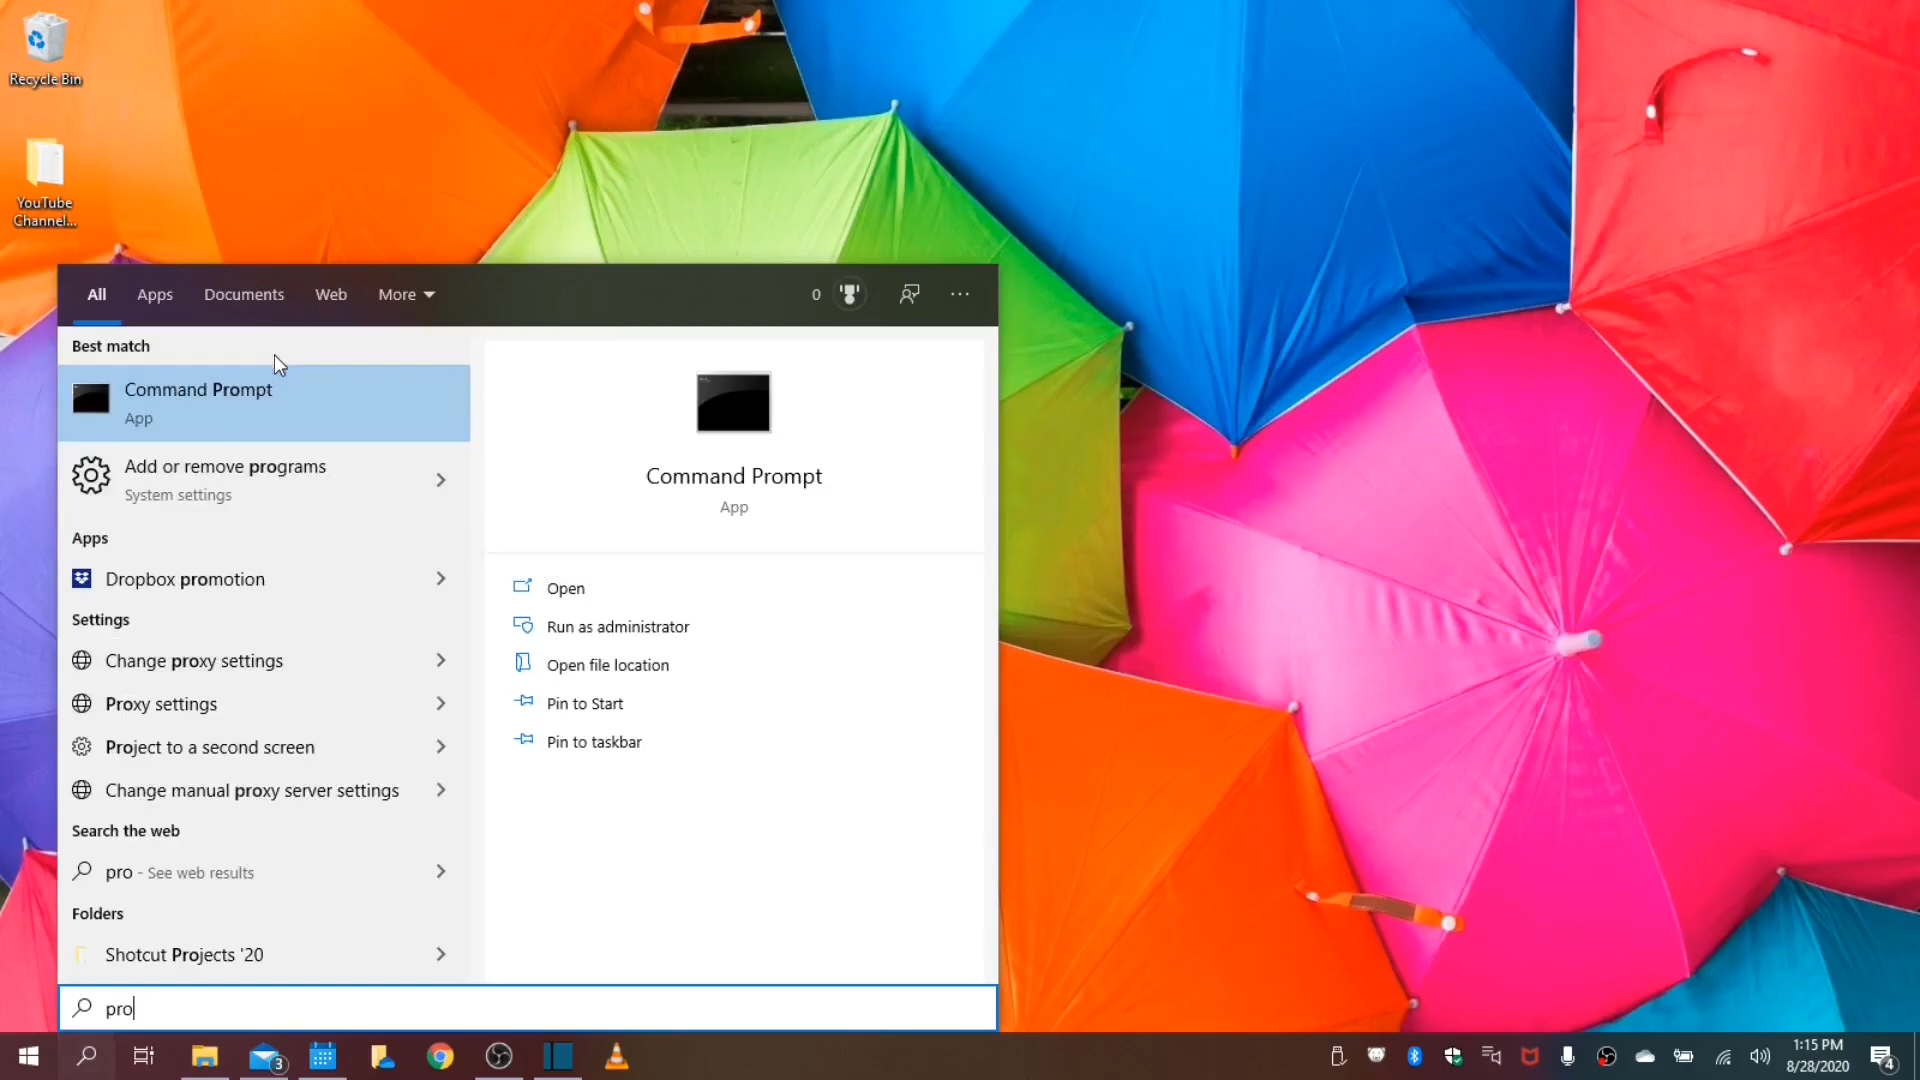 Recycle Bin
YouTube
Channel...
All
Apps
Documents
Web
More
0
Best match
Command Prompt
App
Add or remove programs
System settings
Apps
Dropbox promotion
Settings
Change proxy settings
Proxy settings
Project to a second screen
Change manual proxy server settings
Search the web
pro - See web results
Folders
Shotcut Projects '20
Command Prompt
App
Open
Run as administrator
Open file location
Pin to Start
Pin to taskbar
pro
3
1:15 PM
8/28/2020
4